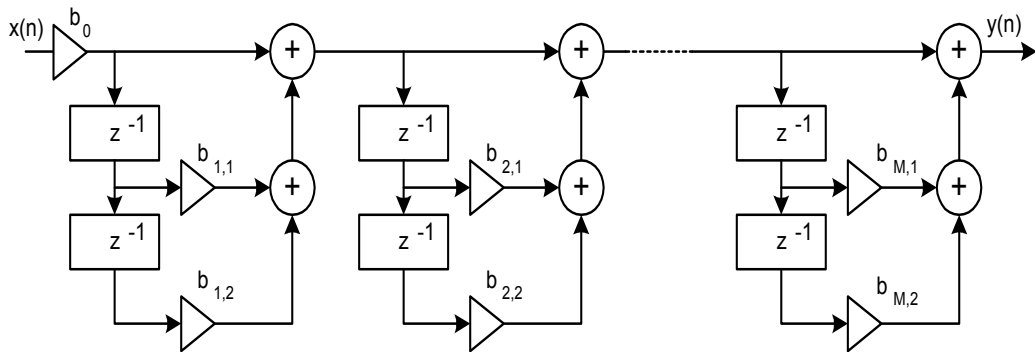 x(n) b0 y(n)
+ + +
z-1 z-1 z-1
b1,1 b2,1 bM,1
+ + +
z-1 z-1 z-1
b1,2 b2,2 bM,2